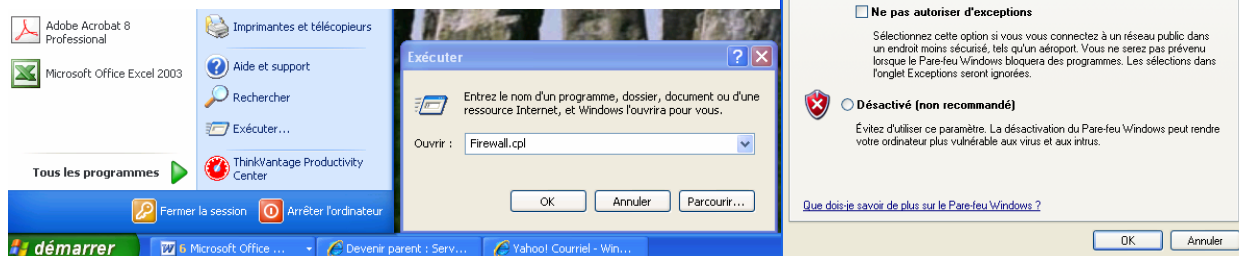 Adobe Acrobat 8
Professional
Microsoft Office Excel 2003
Tous les programmes
Imprimantes et télécopieurs
Aide et support
Rechercher
Exécuter...
ThinkVantage Productivity
Center
Fermer la session
Arrêter l'ordinateur
démarrer
6 Microsoft Office ...
Devenir parent : Serv...
Yahoo! Courriel - Win...
Exécuter
Entrez le nom d'un programme, dossier, document ou d'une
ressource Internet, et Windows l'ouvrira pour vous.
Ouvrir :
Firewall.cpl
OK
Annuler
Parcourir...
Ne pas autoriser d'exceptions
Sélectionnez cette option si vous vous connectez à un réseau public dans
un endroit moins sécurisé, tels qu'un aéroport. Vous ne serez pas prévenu
lorsque le Pare-feu Windows bloquera des programmes. Les sélections dans
l'onglet Exceptions seront ignorées.
Désactivé (non recommandé)
Évitez d'utiliser ce paramètre. La désactivation du Pare-feu Windows peut rendre
votre ordinateur plus vulnérable aux virus et aux intrus.
Que dois-je savoir de plus sur le Pare-feu Windows ?
OK
Annuler